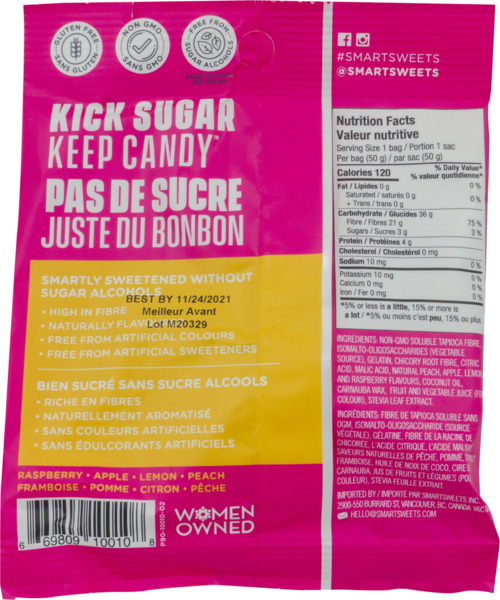 GLUTEN FREE
SANS GLUTEN
NON GMO
SANS OGM
FREE FROM
SUGAR ALCOHOLS
#SMARTSWEETS
@SMARTSWEETS
KICK SUGAR
KEEP CANDY™
PAS DE SUCRE
JUSTE DU BONBON
SMARTLY SWEETENED WITHOUT
SUGAR ALCOHOLS
BEST BY 11/24/2021
• HIGH IN FIBRE
Meilleur Avant
• NATURALLY
Lot M20329
• FREE FROM ARTIFICIAL COLOURS
• FREE FROM ARTIFICIAL SWEETENERS
BIEN SUCRÉ SANS SUCRE ALCOOLS
• RICHE EN FIBRES
• NATURELLEMENT AROMATISÉ
• SANS COULEURS ARTIFICIELLES
• SANS ÉDULCORANTS ARTIFICIELS
RASPBERRY • APPLE • LEMON • PEACH
FRAMBOISE • POMME • CITRON • PÊCHE
6 69809 10010 8
P90-10010-02
WOMEN
OWNED
Nutrition Facts
Valeur nutritive
Serving Size 1 bag / Portion 1 sac
Per bag (50 g) / par sac (50 g)
% Daily Value*
Calories 120 % valeur quotidienne*
Fat / Lipides 0 g 0 %
Saturated / saturés 0 g 0 %
+ Trans / trans 0 g
Carbohydrate / Glucides 36 g
Fibre / Fibres 21 g 75 %
Sugars / Sucres 3 g 3 %
Protein / Protéines 4 g
Cholesterol / Cholestérol 0 mg
Sodium 10 mg 0 %
Potassium 10 mg 0 %
Calcium 0 mg 0 %
Iron / Fer 0 mg 0 %
*5% or less is a little, 15% or more is
a lot / *5% ou moins c'est peu, 15% ou plus
INGREDIENTS: NON-GMO SOLUBLE TAPIOCA FIBRE,
ISOMALTO-OLIGOSACCHARIDES (VEGETABLE
SOURCE), GELATIN, CHICORY ROOT FIBRE, CITRIC
ACID, MALIC ACID, NATURAL PEACH, APPLE, LEMON
AND RASPBERRY FLAVOURS, COCONUT OIL,
CARNAUBA WAX, FRUIT AND VEGETABLE JUICE
COLOUR), STEVIA LEAF EXTRACT.
INGRÉDIENTS: FIBRE DE TAPIOCA SOLUBLE SANS
OGM, ISOMALTO-OLIGOSACCHARIDE (SOURCE
VÉGÉTALE), GÉLATINE, FIBRE DE LA RACINE DE
CHICORÉE, L'ACIDE CITRIQUE, L'ACIDE
SAVEURS NATURELLES DE PÊCHE, POMME,
FRAMBOISE, HUILE DE NOIX DE COCO, CIRE
CARNAUBA, JUS DE FRUITS ET LÉGUMES
COULEUR), STEVIA FEUILLE EXTRAIT.
IMPORTED BY / IMPORTÉ PAR SMARTSWEETS INC.
2900-550 BURRARD ST, VANCOUVER, BC, CANADA
HELLO@SMARTSWEETS.COM